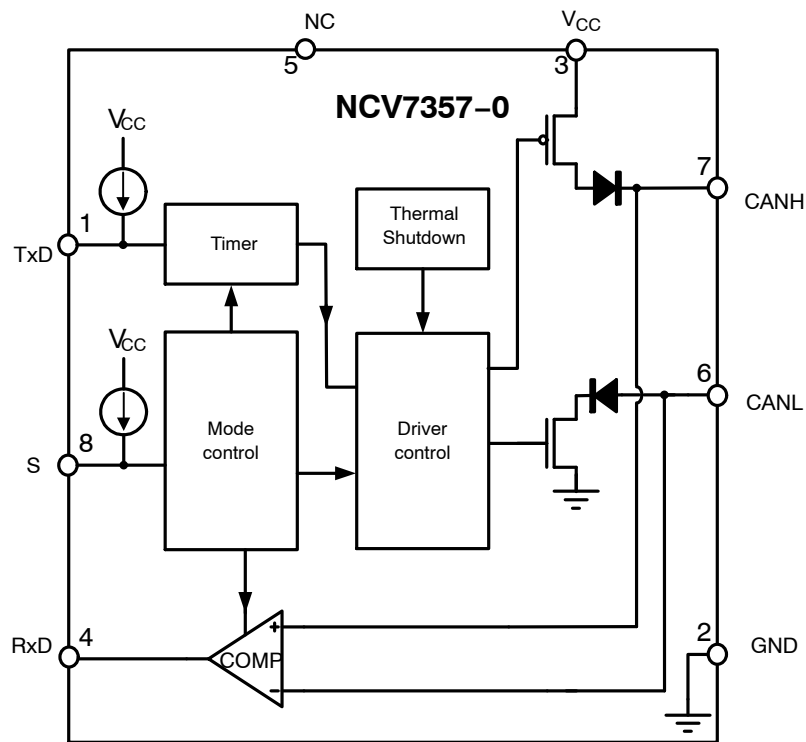 NC
5
VCC
3
NCV7357–0
VCC
1
TxD
Timer
Thermal
Shutdown
7
CANH
VCC
8
S
Mode
control
Driver
control
6
CANL
RxD
4
COMP
+
−
2
GND